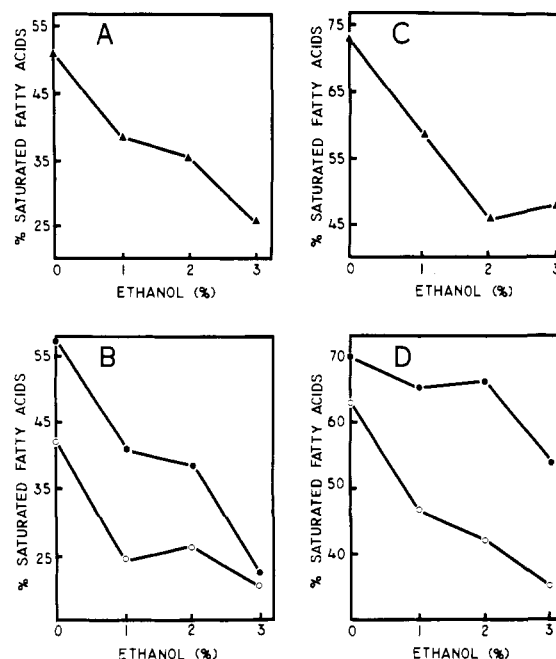 A
55
45
35
25
% SATURATED FATTY ACIDS
0 1 2 3
ETHANOL (%)
C
75
65
55
45
% SATURATED FATTY ACIDS
0 1 2 3
ETHANOL (%)
B
55
45
35
25
% SATURATED FATTY ACIDS
0 1 2 3
ETHANOL (%)
D
70
60
50
40
% SATURATED FATTY ACIDS
0 1 2 3
ETHANOL (%)